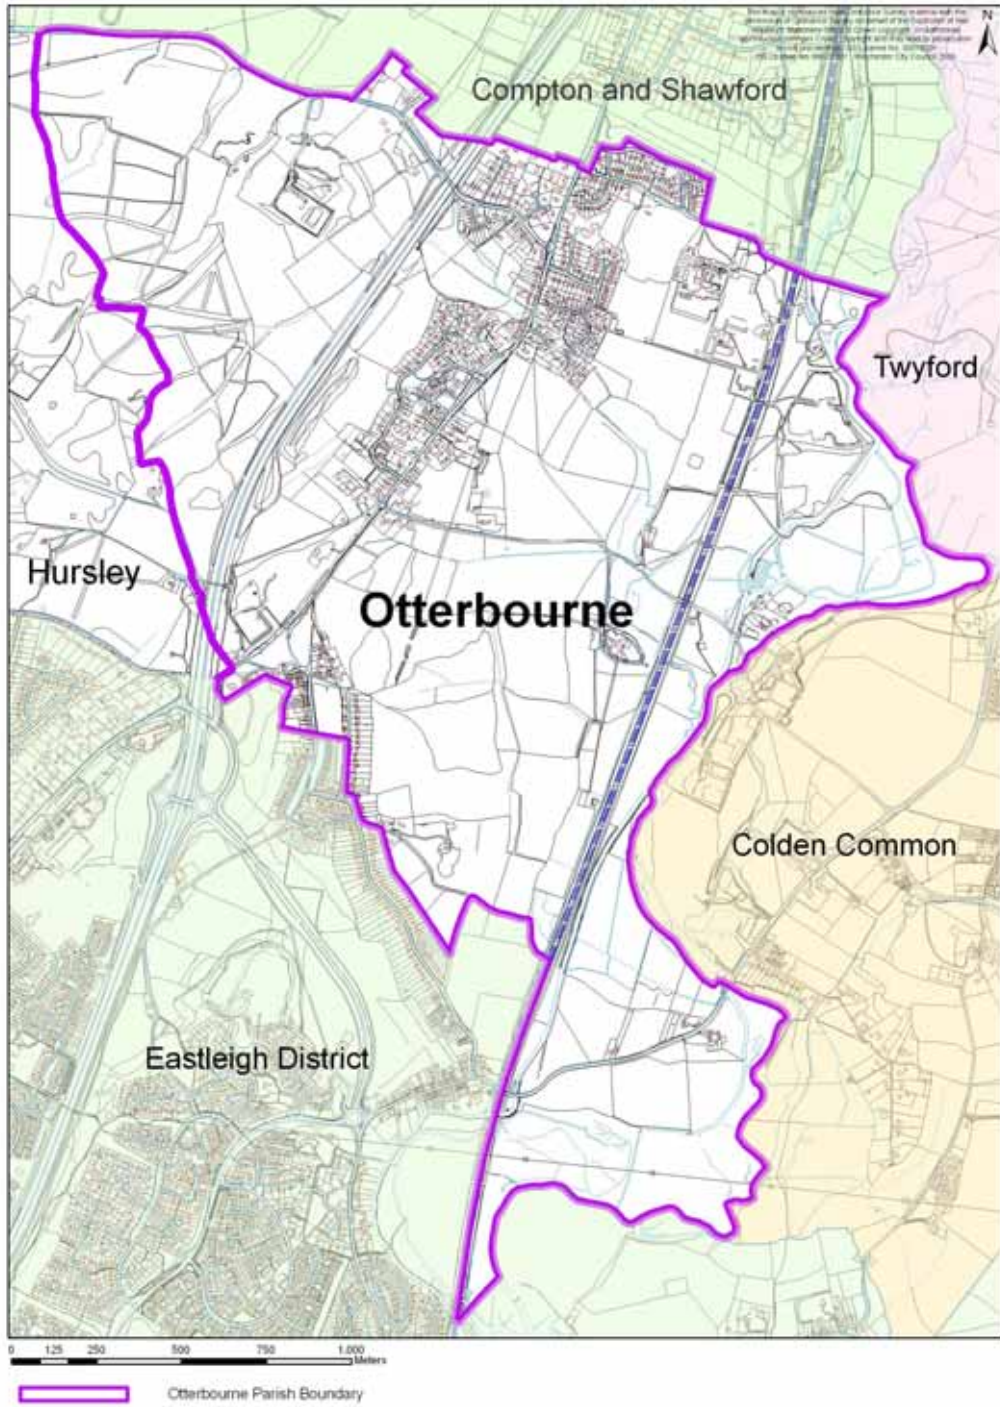 N
Compton and Shawford
Twyford
Hursley
Otterbourne
Colden Common
Eastleigh District
0 125 250 500 750 1,000
Meters
Otterbourne Parish Boundary